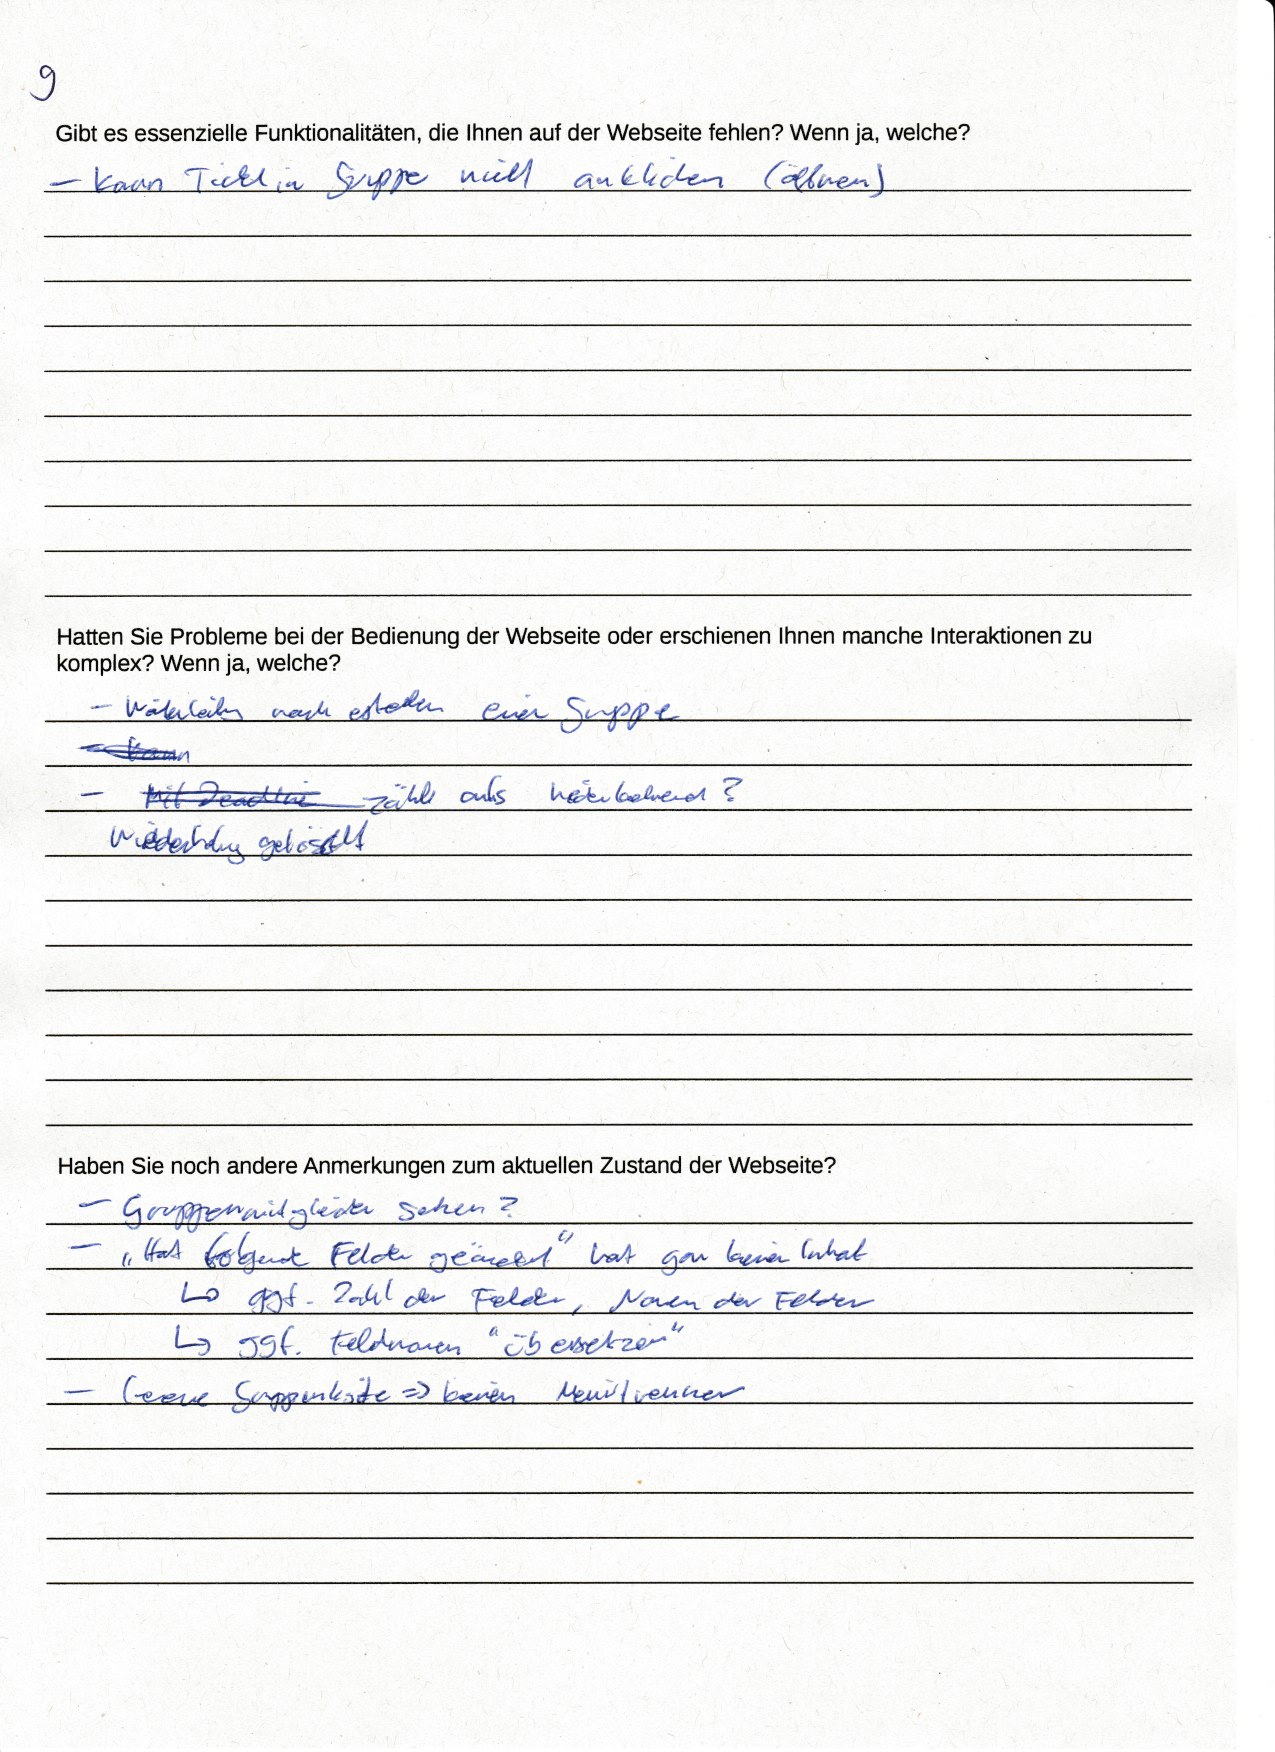 9
Gibt es essenzielle Funktionalitäten, die Ihnen auf der Webseite fehlen? Wenn ja, welche?
- kann Ticket in Gruppe nicht anklicken (öffnen)
Hatten Sie Probleme bei der Bedienung der Webseite oder erschienen Ihnen manche Interaktionen zu
komplex? Wenn ja, welche?
- Weiterleitung nach erstellen einer Gruppe
- kann
- Mit Deadline zählt als wiederkehrend?
Wiederholung gelöscht
Haben Sie noch andere Anmerkungen zum aktuellen Zustand der Webseite?
- Gruppenmitglieder sehen?
- „Hat folgende Felder geändert" hat gar keinen Inhalt
↳ ggf. Zahl der Felder, Namen der Felder
↳ ggf. Feldnamen "übersetzen"
- Leere Gruppenliste => keinen